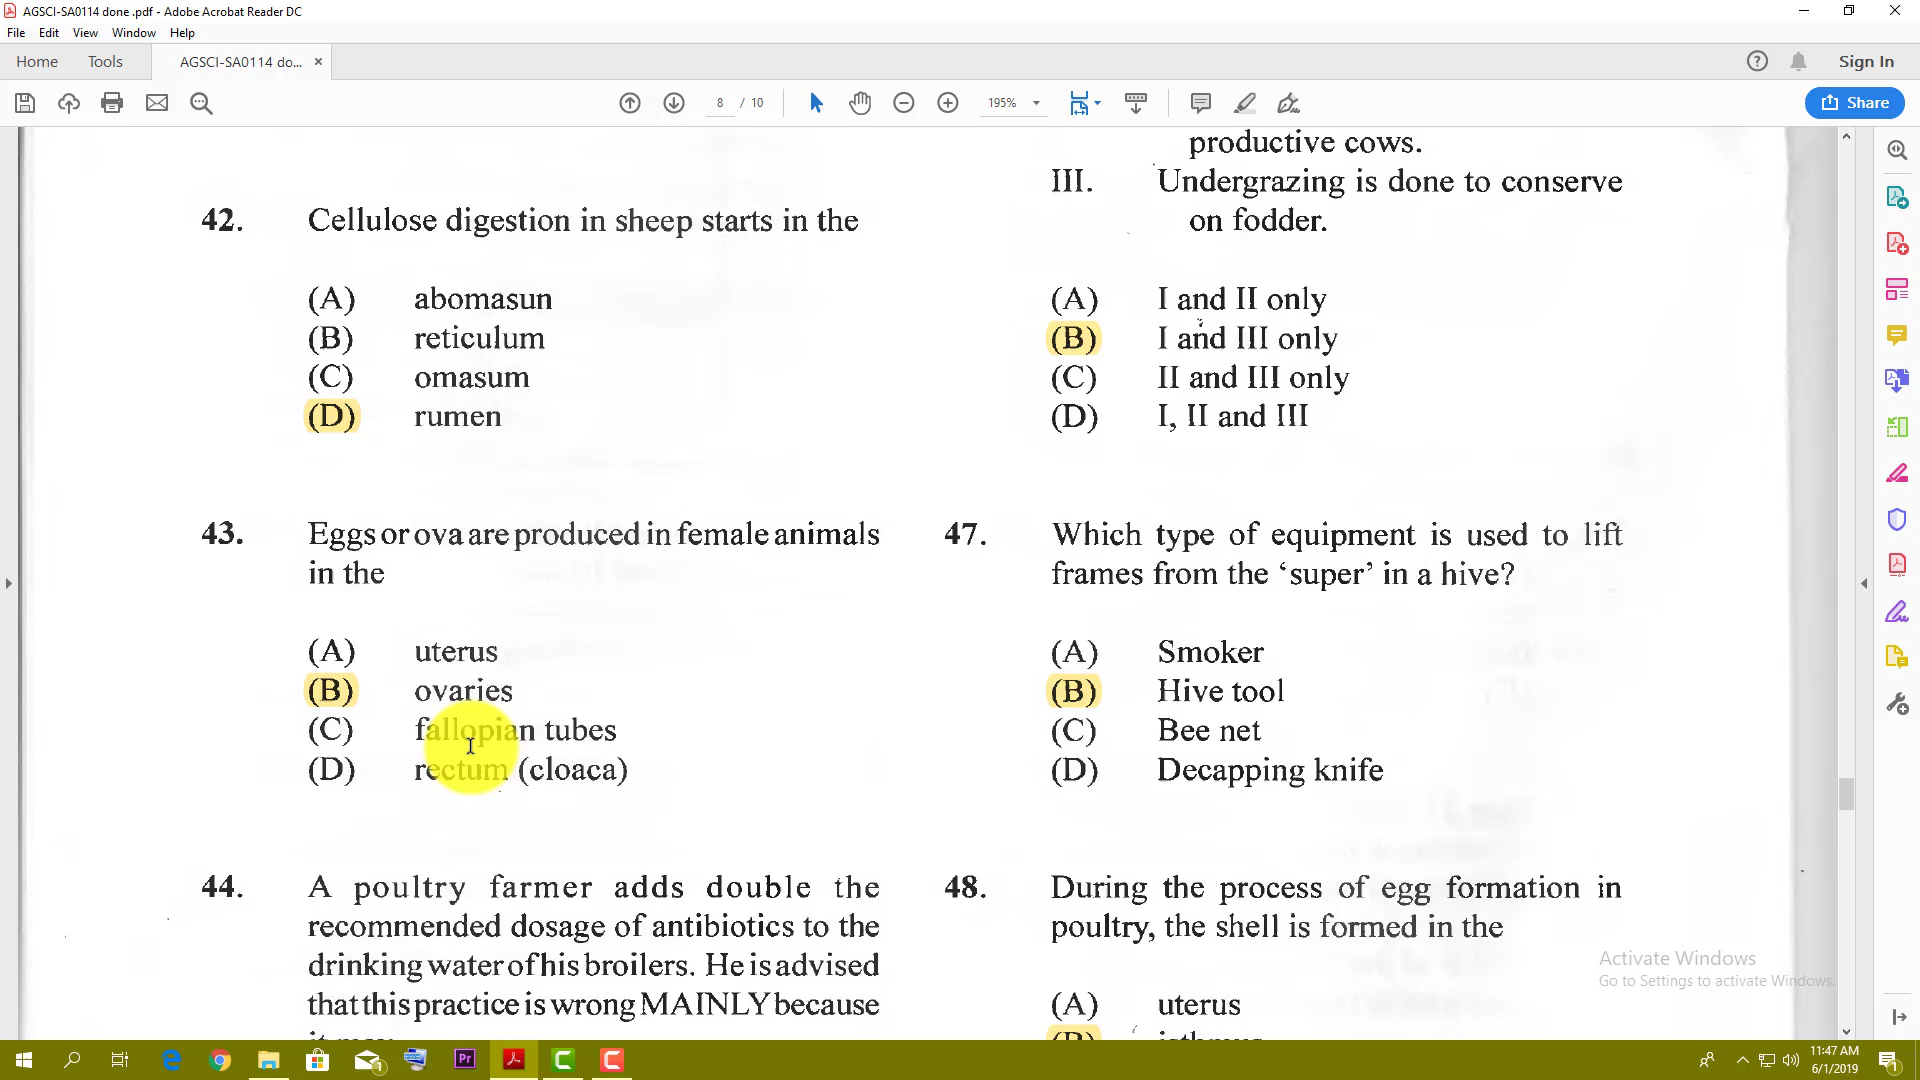 AGSCI-SA0114 done .pdf - Adobe Acrobat Reader DC
File Edit View Window Help
Home Tools AGSCI-SA0114 do... × Sign In
8 / 10 195% Share
42. Cellulose digestion in sheep starts in the
(A) abomasun
(B) reticulum
(C) omasum
(D) rumen
43. Eggs or ova are produced in female animals
in the
(A) uterus
(B) ovaries
(C) fallopian tubes
(D) rectum (cloaca)
44. A poultry farmer adds double the
recommended dosage of antibiotics to the
drinking water of his broilers. He is advised
that this practice is wrong MAINLY because
it may
productive cows.
III. Undergrazing is done to conserve
on fodder.
(A) I and II only
(B) I and III only
(C) II and III only
(D) I, II and III
47. Which type of equipment is used to lift
frames from the ‘super’ in a hive?
(A) Smoker
(B) Hive tool
(C) Bee net
(D) Decapping knife
48. During the process of egg formation in
poultry, the shell is formed in the
(A) uterus
(B) isthmus
Activate Windows
Go to Settings to activate Windows.
Pr
11:47 AM
6/1/2019